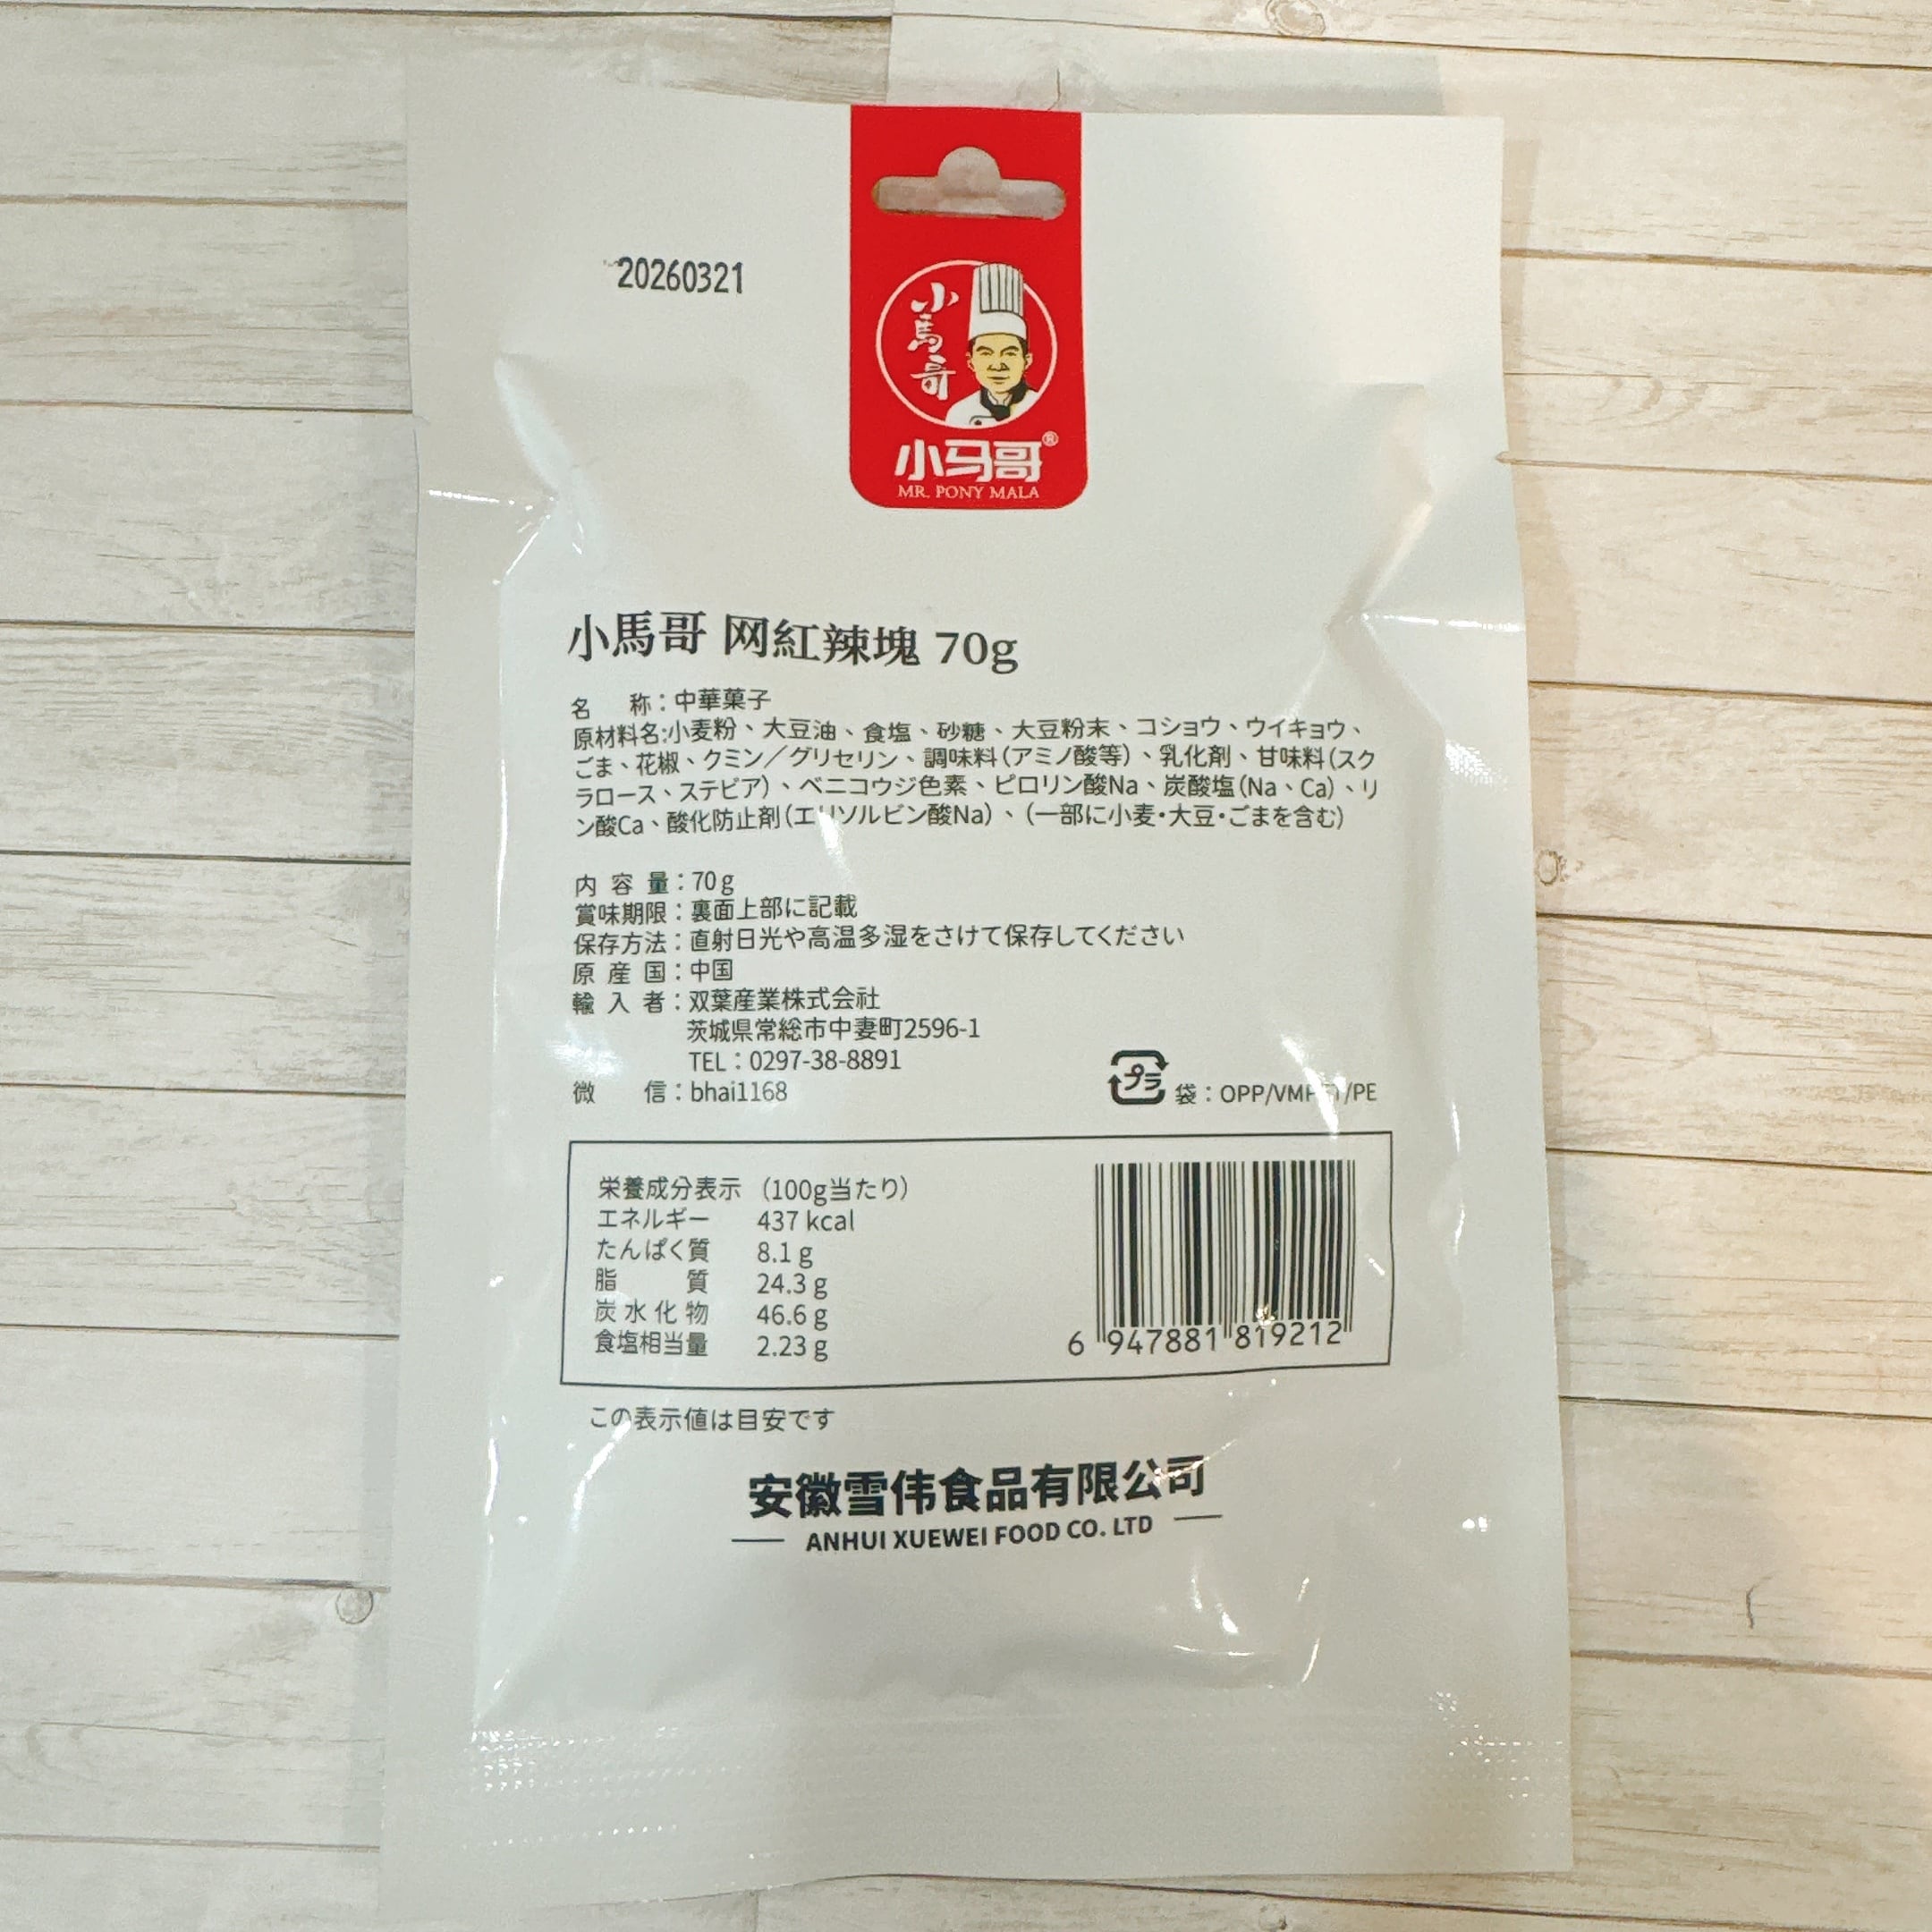 20260321
小馬哥
小马哥®
MR. PONY MALA
小馬哥 网紅辣塊 70g
名 称：中華菓子
原材料名:小麦粉、大豆油、食塩、砂糖、大豆粉末、コショウ、ウイキョウ、
ごま、花椒、クミン／グリセリン、調味料（アミノ酸等）、乳化剤、甘味料（スク
ラロース、ステビア）、ベニコウジ色素、ピロリン酸Na、炭酸塩（Na、Ca）、リ
ン酸Ca、酸化防止剤（エリソルビン酸Na）、（一部に小麦・大豆・ごまを含む）
内容量：70g
賞味期限：裏面上部に記載
保存方法：直射日光や高温多湿をさけて保存してください
原産国：中国
輸入者：双葉産業株式会社
茨城県常総市中妻町2596-1
TEL：0297-38-8891
微 信：bhai1168
プラ 袋：OPP/VMPET/PE
栄養成分表示（100g当たり）
エネルギー 437 kcal
たんぱく質 8.1 g
脂 質 24.3 g
炭水化物 46.6 g
食塩相当量 2.23 g
6 947881 819212
この表示値は目安です
安徽雪伟食品有限公司
ANHUI XUEWEI FOOD CO. LTD